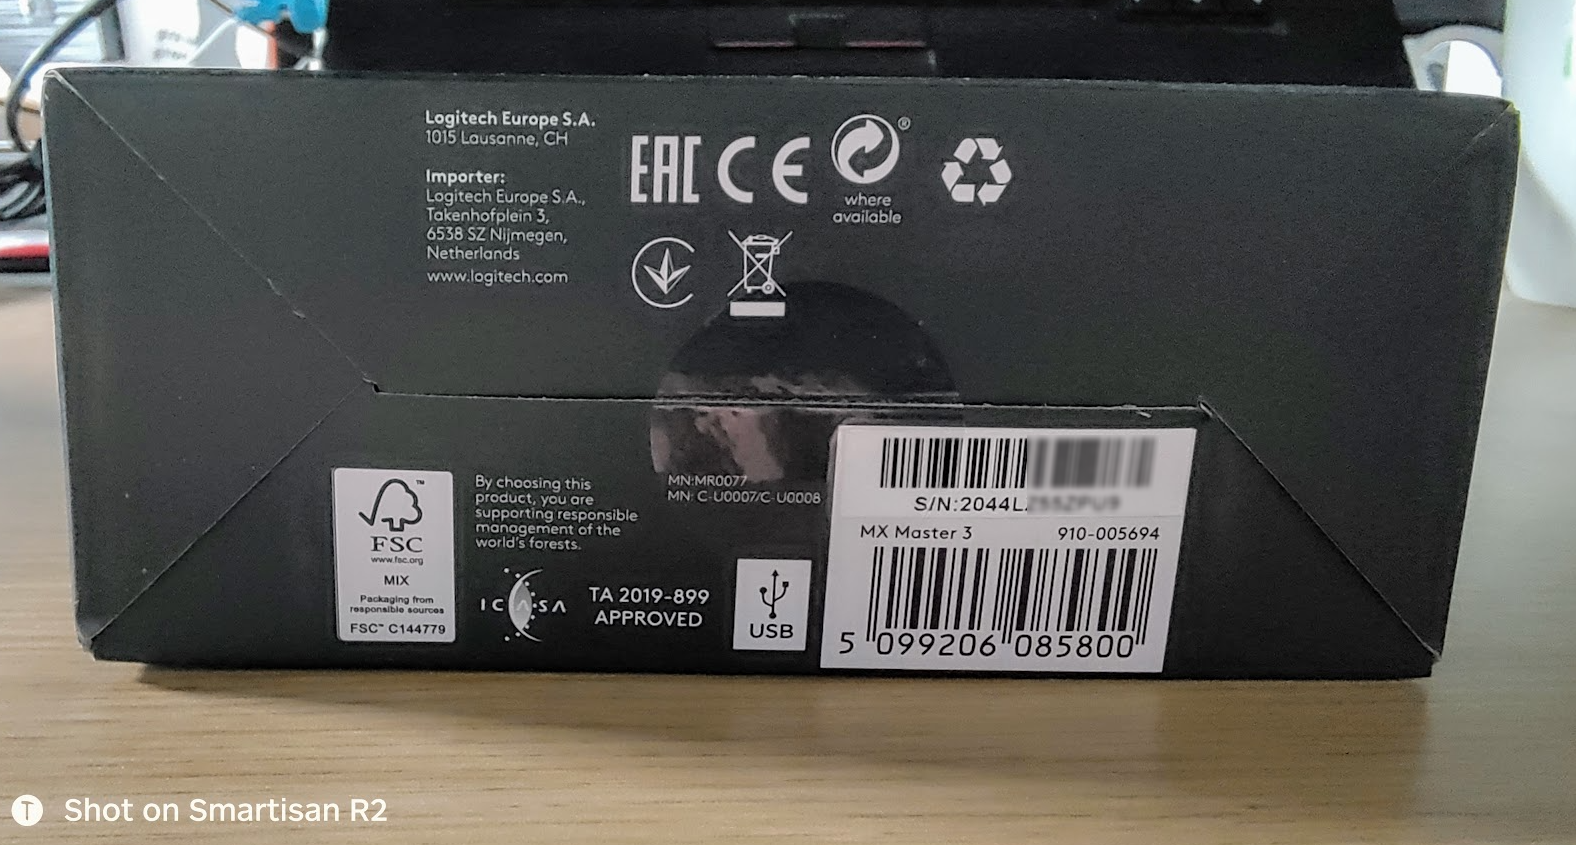 Logitech Europe S.A.
1015 Lausanne, CH
Importer:
Logitech Europe S.A.,
Takenhofplein 3,
6538 SZ Nijmegen,
Netherlands
www.logitech.com
EAC CE
®
where
available
FSC
™
www.fsc.org
MIX
Packaging from
responsible sources
FSC™ C144779
By choosing this
product, you are
supporting responsible
management of the
world's forests.
ICASA
TA 2019-899
APPROVED
MN:MR0077
MN: C-U0007/C-U0008
USB
S/N:2044L
MX Master 3 910-005694
5 099206 085800
T Shot on Smartisan R2